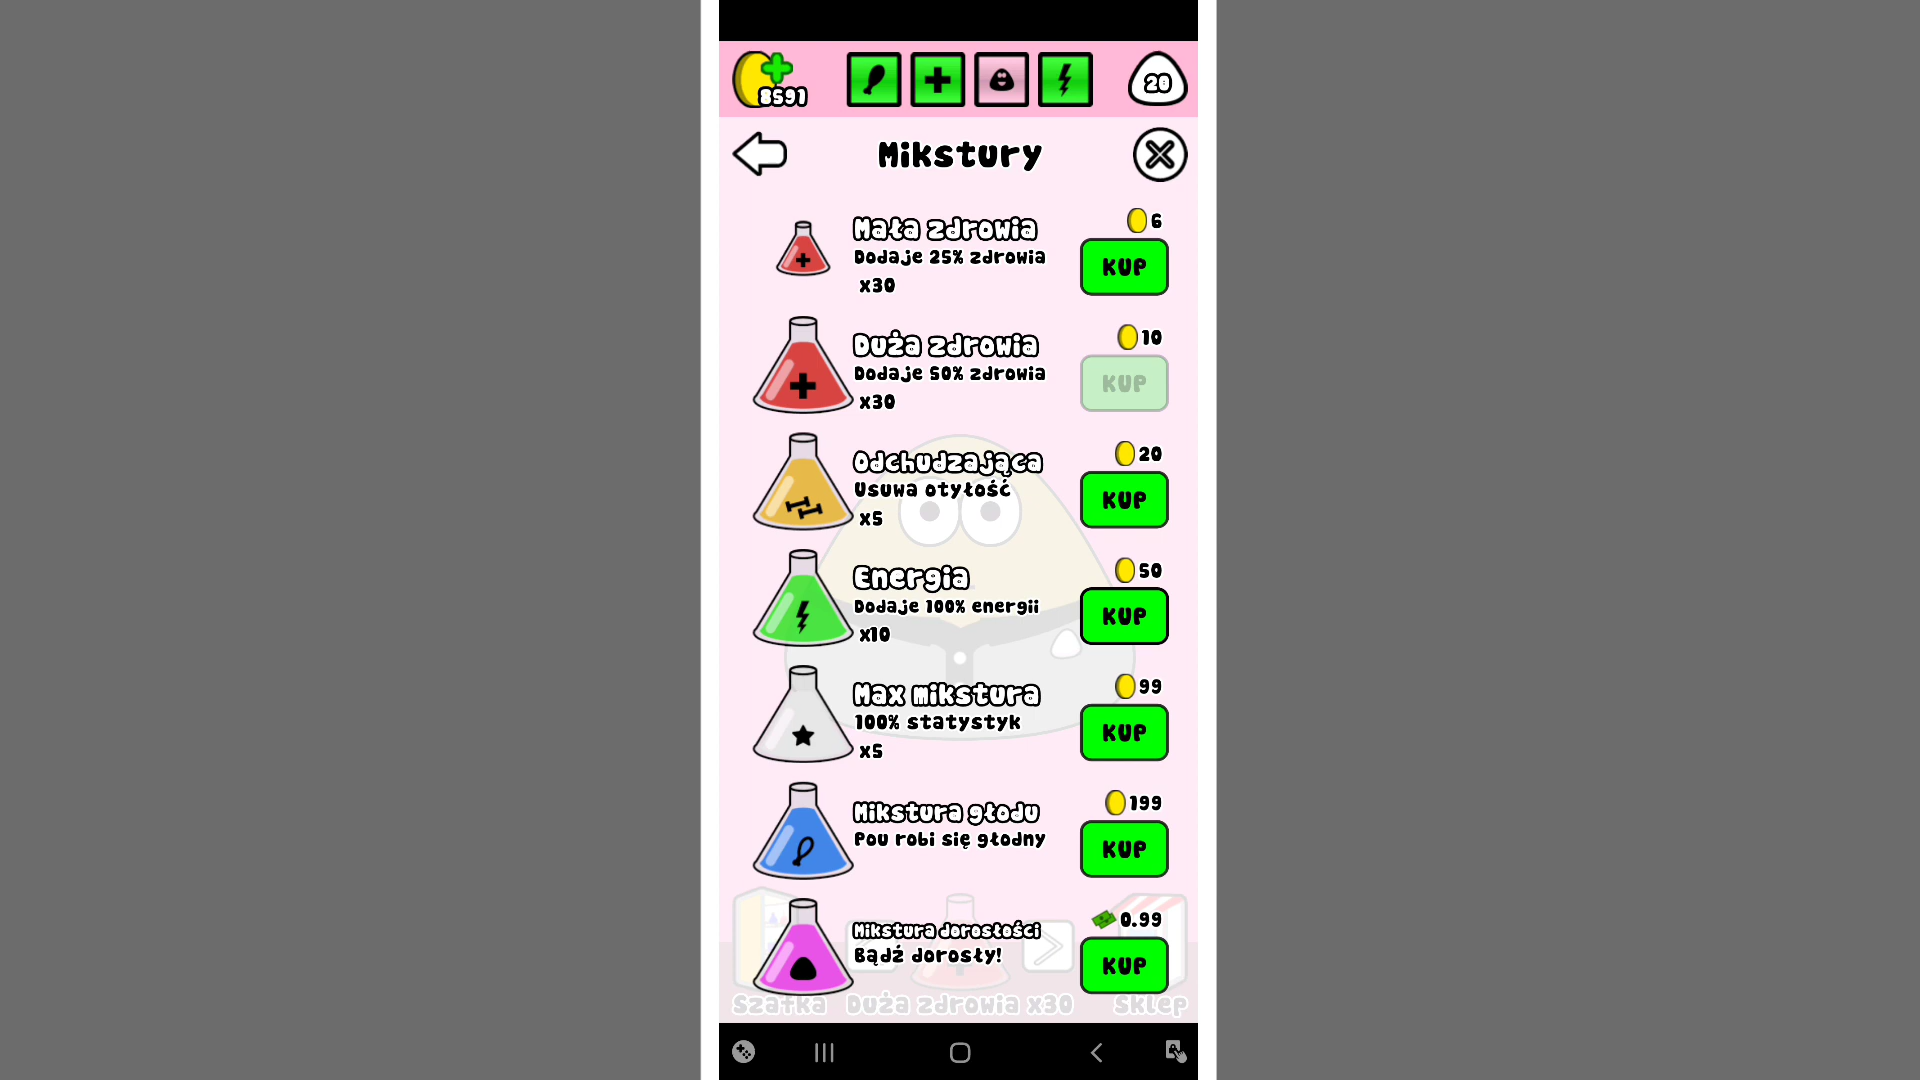 8591
20
Mikstury
Mała zdrowia
Dodaje 25% zdrowia
x30
6
KUP
Duża zdrowia
Dodaje 50% zdrowia
x30
10
KUP
Odchudzająca
Usuwa otyłość
x5
20
KUP
Energia
Dodaje 100% energii
x10
50
KUP
Max mikstura
100% statystyk
x5
99
KUP
Mikstura głodu
Pou robi się głodny
199
KUP
Mikstura dorosłości
Bądź dorosły!
0.99
KUP
Szafka
Duża zdrowia x30
Sklep